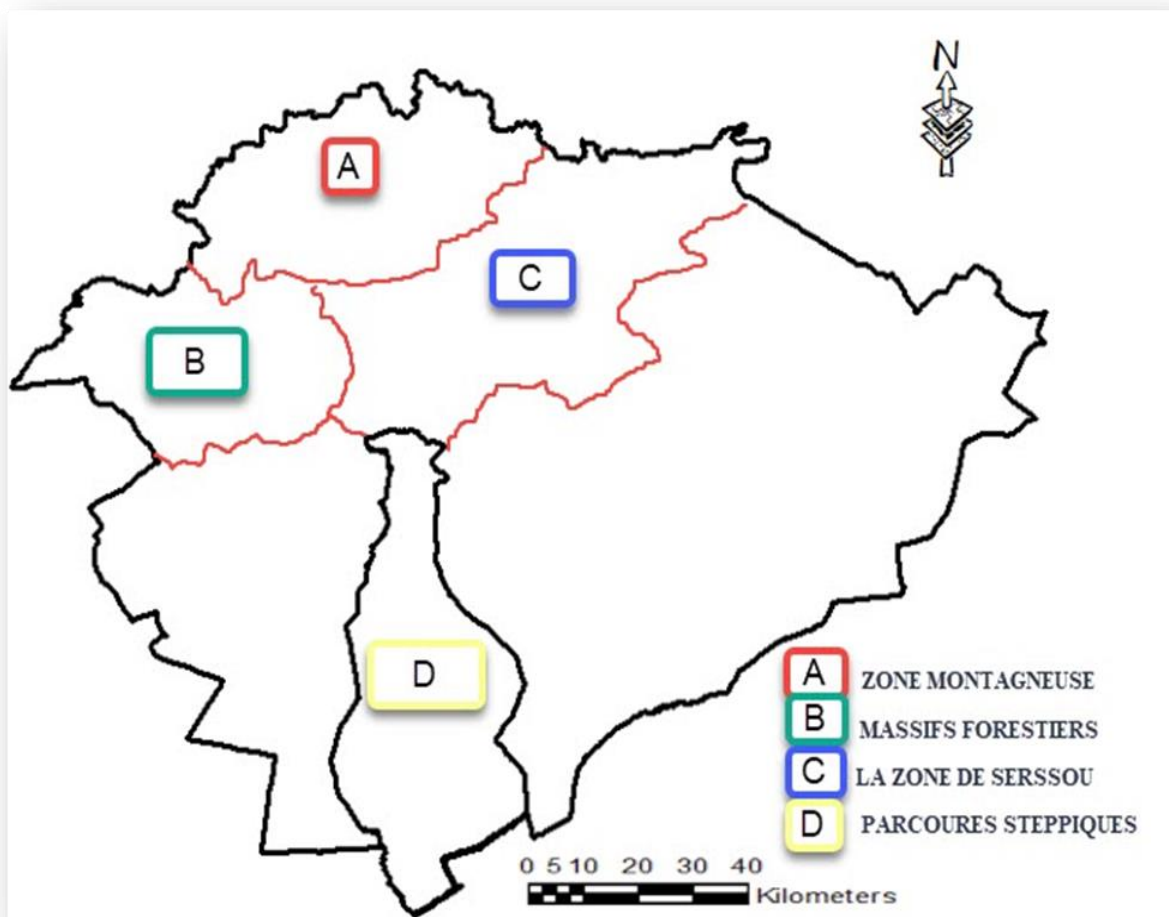 N
A
C
B
D
A ZONE MONTAGNEUSE
B MASSIFS FORESTIERS
C LA ZONE DE SERSSOU
D PARCOURES STEPPIQUES
0 5 10 20 30 40
Kilometers